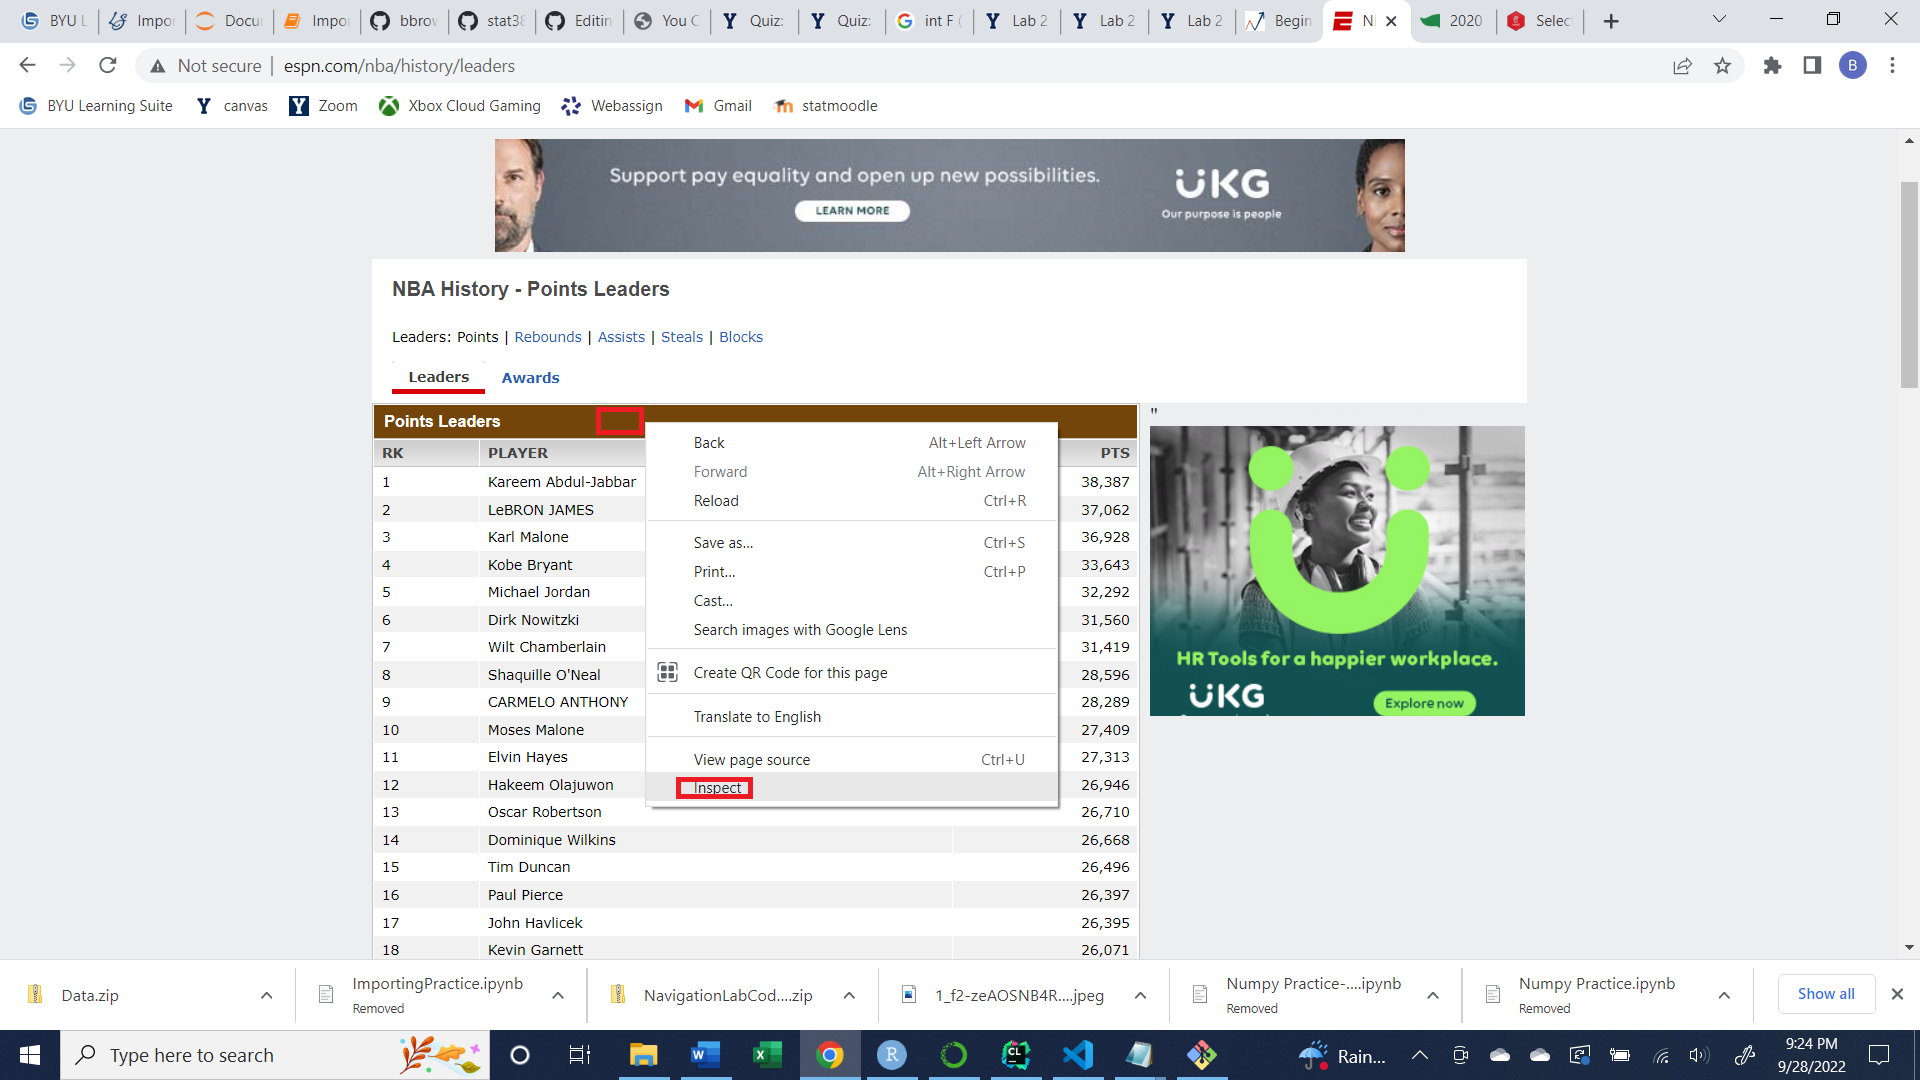 BYU L
Impor
Docu
Impor
bbrow
stat38
Editin
You C
Quiz:
Quiz:
int F (
Lab 2
Lab 2
Lab 2
Begin
NI
2020
Select
Not secure | espn.com/nba/history/leaders
B
BYU Learning Suite
canvas
Zoom
Xbox Cloud Gaming
Webassign
Gmail
statmoodle
Support pay equality and open up new possibilities.
LEARN MORE
UKG
Our purpose is people
NBA History - Points Leaders
Leaders: Points | Rebounds | Assists | Steals | Blocks
Leaders
Awards
Points Leaders
"
RK PLAYER PTS
1 Kareem Abdul-Jabbar 38,387
2 LeBRON JAMES 37,062
3 Karl Malone 36,928
4 Kobe Bryant 33,643
5 Michael Jordan 32,292
6 Dirk Nowitzki 31,560
7 Wilt Chamberlain 31,419
8 Shaquille O'Neal 28,596
9 CARMELO ANTHONY 28,289
10 Moses Malone 27,409
11 Elvin Hayes 27,313
12 Hakeem Olajuwon 26,946
13 Oscar Robertson 26,710
14 Dominique Wilkins 26,668
15 Tim Duncan 26,496
16 Paul Pierce 26,397
17 John Havlicek 26,395
18 Kevin Garnett 26,071
Back Alt+Left Arrow
Forward Alt+Right Arrow
Reload Ctrl+R
Save as... Ctrl+S
Print... Ctrl+P
Cast...
Search images with Google Lens
Create QR Code for this page
Translate to English
View page source Ctrl+U
Inspect
HR Tools for a happier workplace.
UKG
Explore now
Data.zip
ImportingPractice.ipynb
Removed
NavigationLabCod....zip
1_f2-zeAOSNB4R....jpeg
Numpy Practice-....ipynb
Removed
Numpy Practice.ipynb
Removed
Show all
Type here to search
Rain...
9:24 PM
9/28/2022